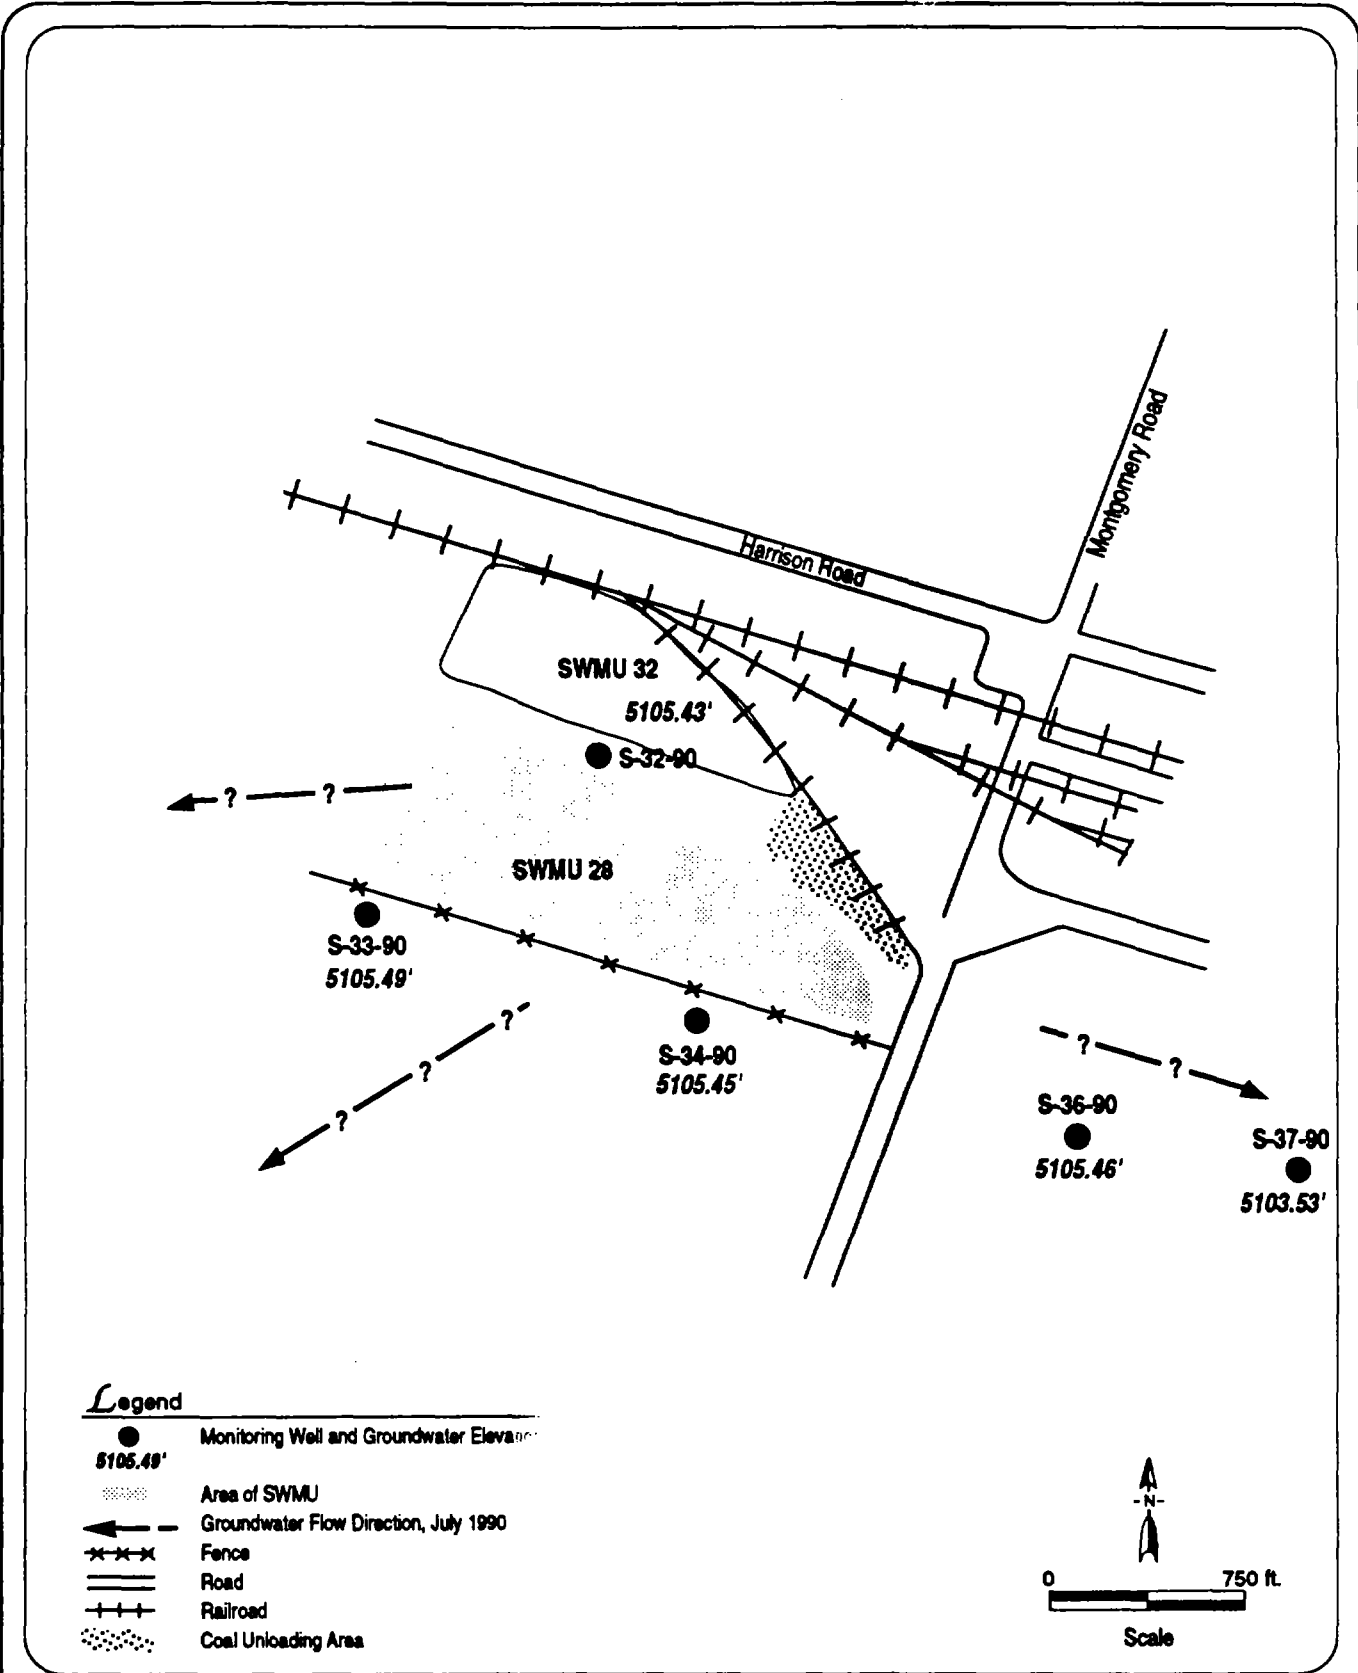 Montgomery Road
Harrison Road
SWMU 32
5105.43'
S-32-90
?
?
SWMU 28
S-33-90
5105.49'
?
?
?
S-34-90
5105.45'
?
?
S-36-90
5105.46'
S-37-90
5103.53'
Legend
Monitoring Well and Groundwater
5105.49'
Area of SWMU
Groundwater Flow Direction, July 1990
Fence
Road
Railroad
Coal Unloading Area
-N-
0 750 ft.
Scale